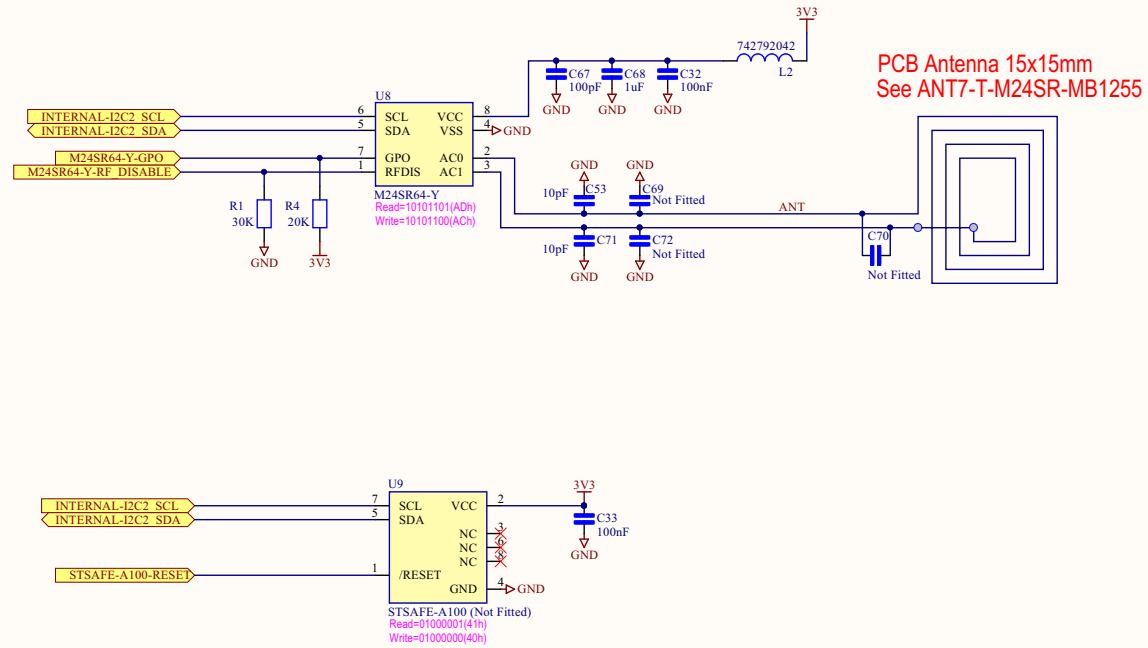 3V3
742792042
L2
C67
100pF
GND
C68
1uF
GND
C32
100nF
GND
PCB Antenna 15x15mm
See ANT7-T-M24SR-MB1255
U8
INTERNAL-I2C2_SCL
6
SCL
VCC
8
INTERNAL-I2C2_SDA
5
SDA
VSS
4
GND
M24SR64-Y-GPO
7
GPO
AC0
2
M24SR64-Y-RF_DISABLE
1
RFDIS
AC1
3
M24SR64-Y
Read=10101101(ADh)
Write=10101100(ACh)
R1
30K
GND
R4
20K
3V3
GND
10pF
C53
GND
C69
Not Fitted
ANT
10pF
C71
GND
C72
Not Fitted
GND
C70
Not Fitted
U9
INTERNAL-I2C2_SCL
7
SCL
VCC
2
3V3
C33
100nF
GND
INTERNAL-I2C2_SDA
5
SDA
NC
3
NC
6
NC
8
STSAFE-A100-RESET
1
/RESET
GND
4
GND
STSAFE-A100 (Not Fitted)
Read=01000001(41h)
Write=01000000(40h)